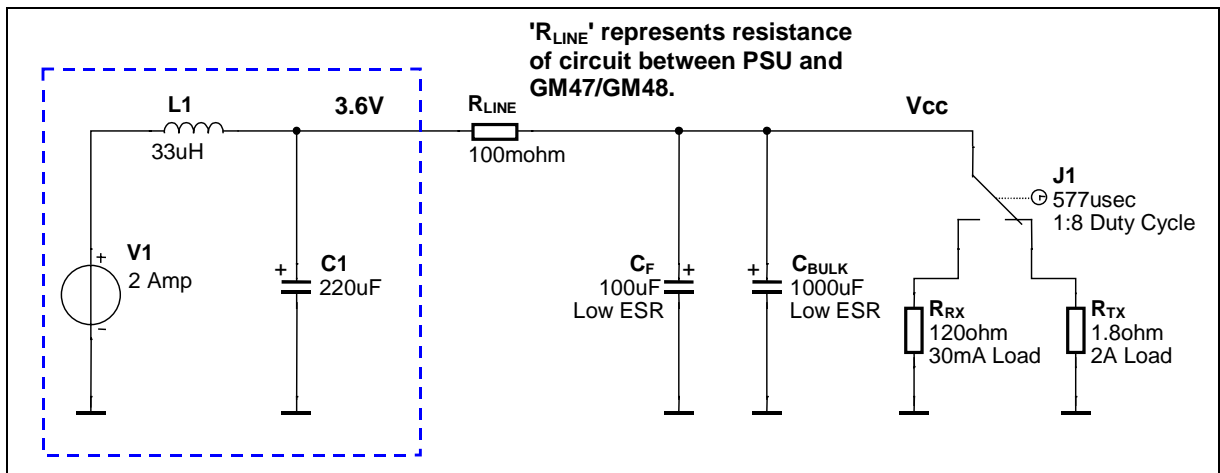 'RLINE' represents resistance
of circuit between PSU and
GM47/GM48.
L1
33uH
3.6V
RLINE
100mohm
Vcc
J1
577usec
1:8 Duty Cycle
V1
2 Amp
+
−
C1
+
220uF
CF
+
100uF
Low ESR
CBULK
+
1000uF
Low ESR
RRX
120ohm
30mA Load
RTX
1.8ohm
2A Load